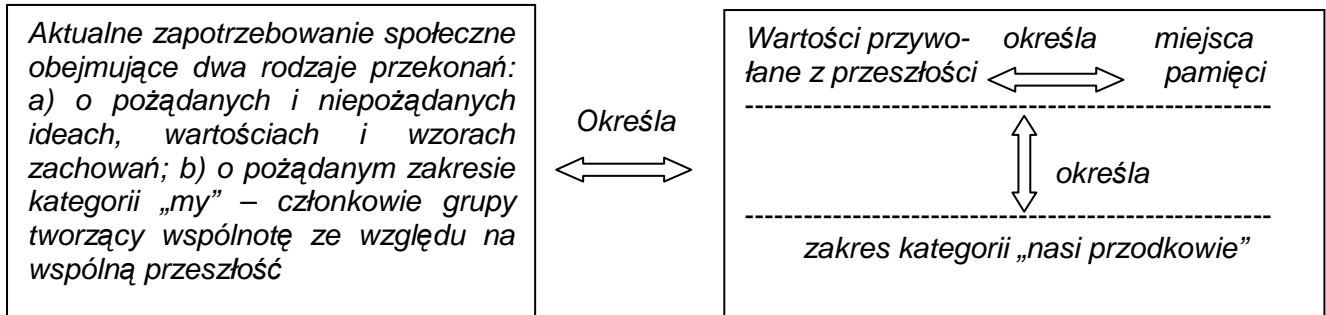 Aktualne zapotrzebowanie społeczne
obejmujące dwa rodzaje przekonań:
a) o pożądanych i niepożądanych
ideach, wartościach i wzorach
zachowań; b) o pożądanym zakresie
kategorii „my” – członkowie grupy
tworzący wspólnotę ze względu na
wspólną przeszłość
Określa
Wartości przywo- określa miejsca
łane z przeszłości pamięci
określa
zakres kategorii „nasi przodkowie”